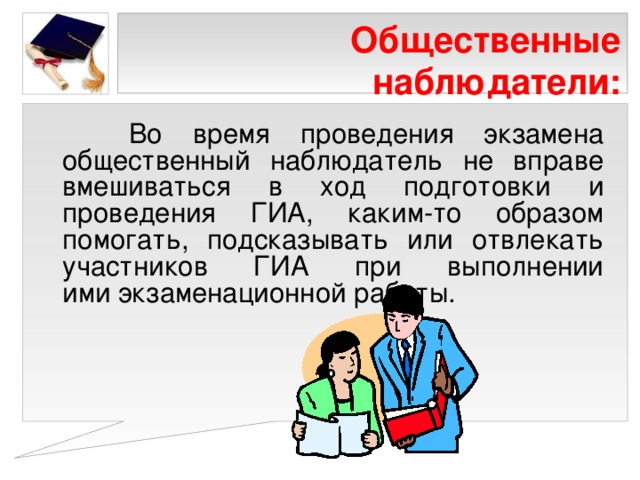 Общественные
наблюдатели:
Во время проведения экзамена
общественный наблюдатель не вправе
вмешиваться в ход подготовки и
проведения ГИА, каким-то образом
помогать, подсказывать или отвлекать
участников ГИА при выполнении
ими экзаменационной работы.